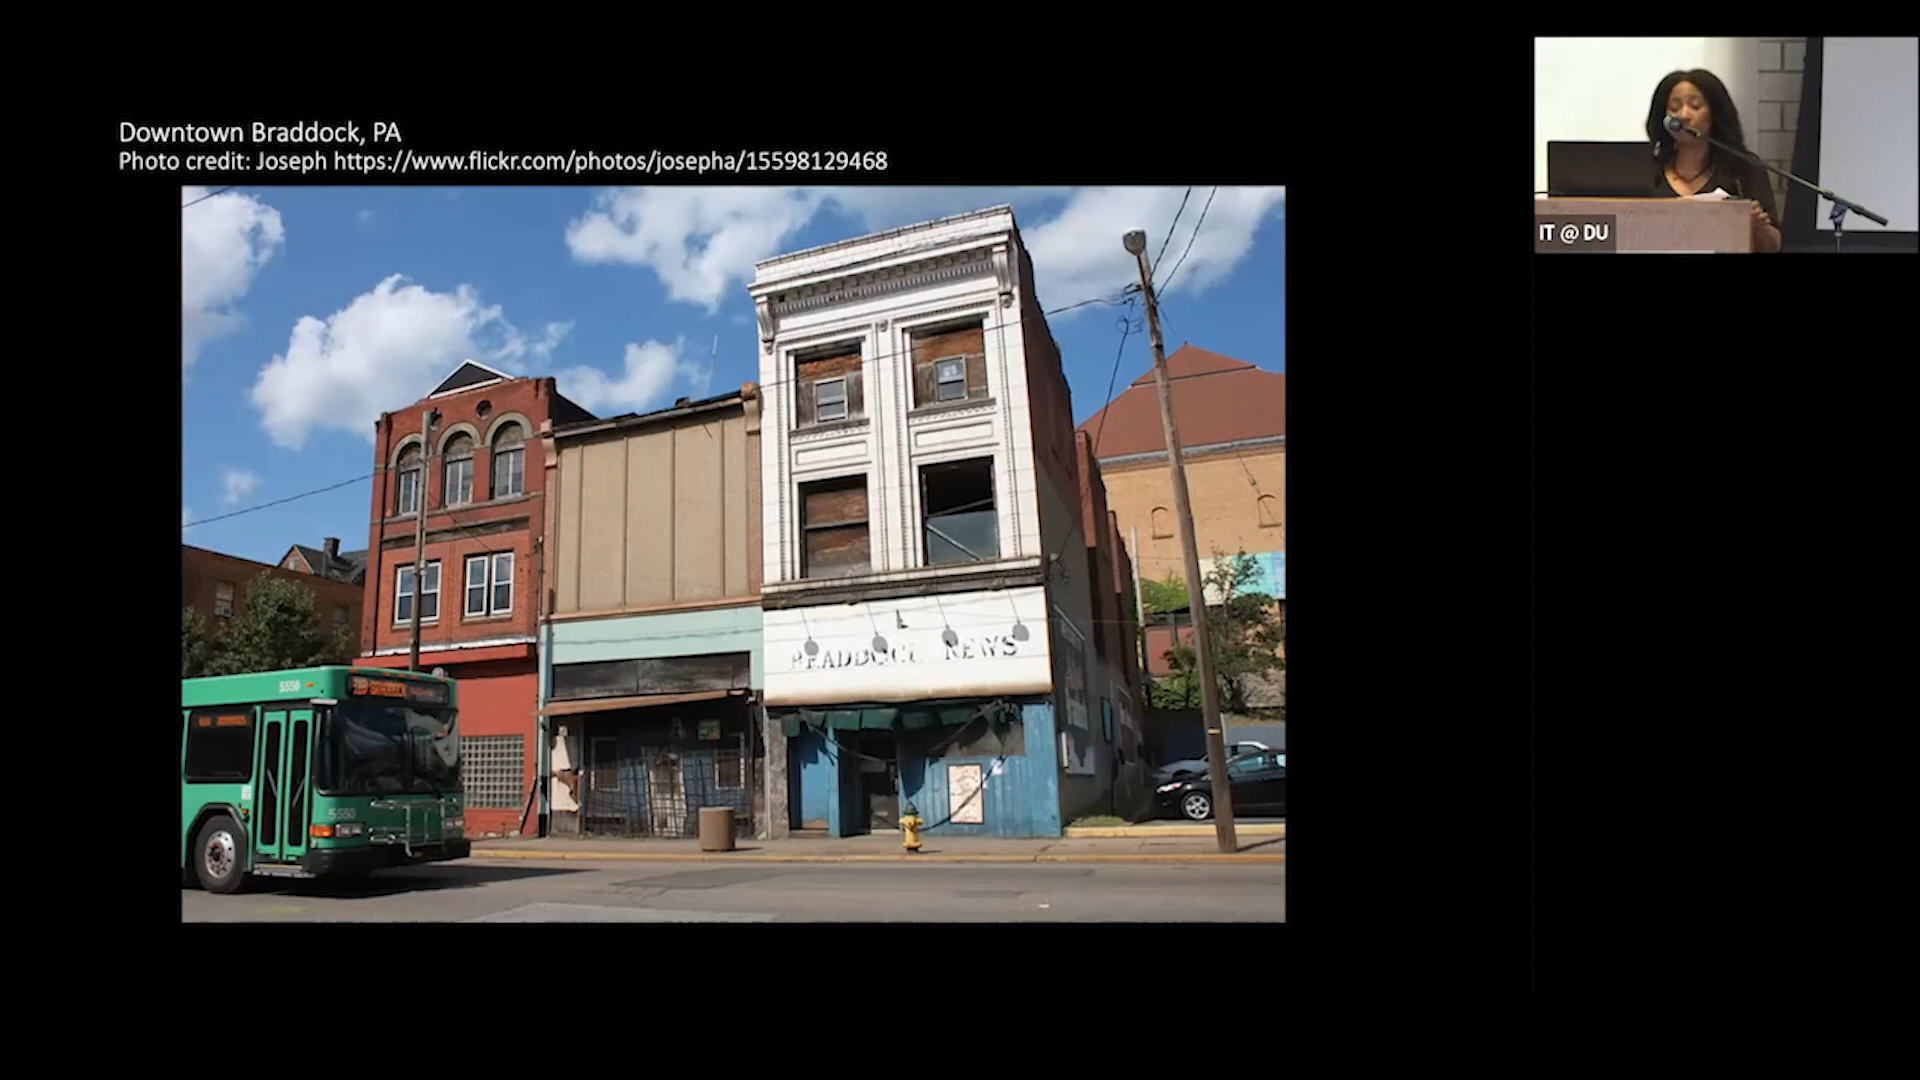 Downtown Braddock, PA
Photo credit: Joseph https://www.flickr.com/photos/josepha/15598129468
IT @ DU
BRADDOCK NEWS
5550
BRADDOCK
5550